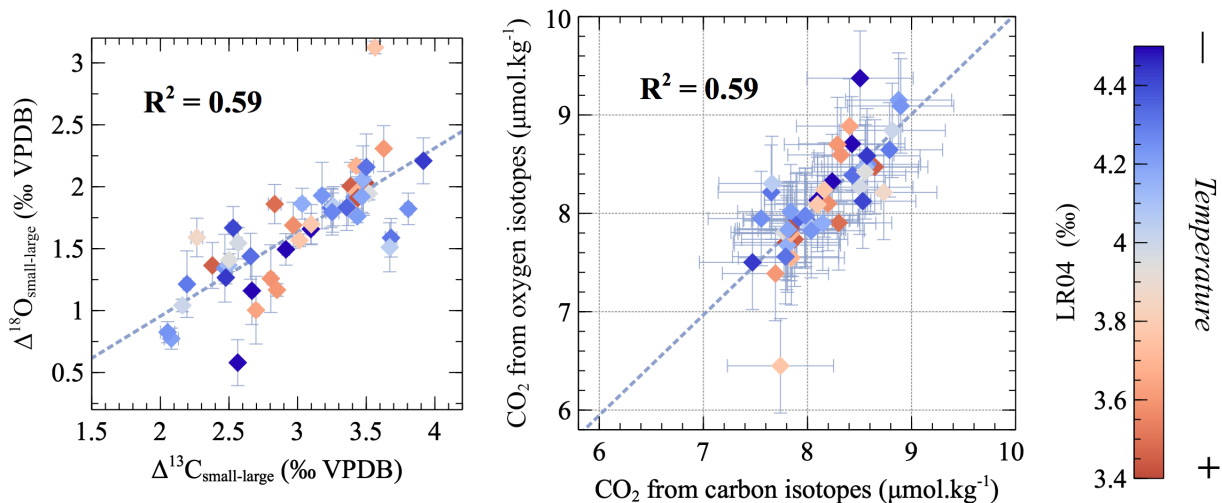 R² = 0.59
3
2.5
2
1.5
1
0.5
1.5 2 2.5 3 3.5 4
Δ¹⁸Osmall-large (‰ VPDB)
Δ¹³Csmall-large (‰ VPDB)
R² = 0.59
10
9
8
7
6
6 7 8 9 10
CO₂ from oxygen isotopes (μmol.kg⁻¹)
CO₂ from carbon isotopes (μmol.kg⁻¹)
LR04 (‰)
4.4
4.2
4
3.8
3.6
3.4
—
Temperature
+